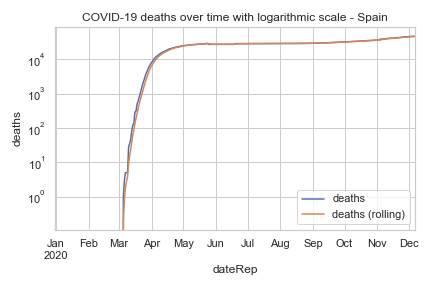 COVID-19 deaths over time with logarithmic scale - Spain
deaths
10⁴
10³
10²
10¹
10⁰
deaths
deaths (rolling)
Jan Feb Mar Apr May Jun Jul Aug Sep Oct Nov Dec
2020
dateRep